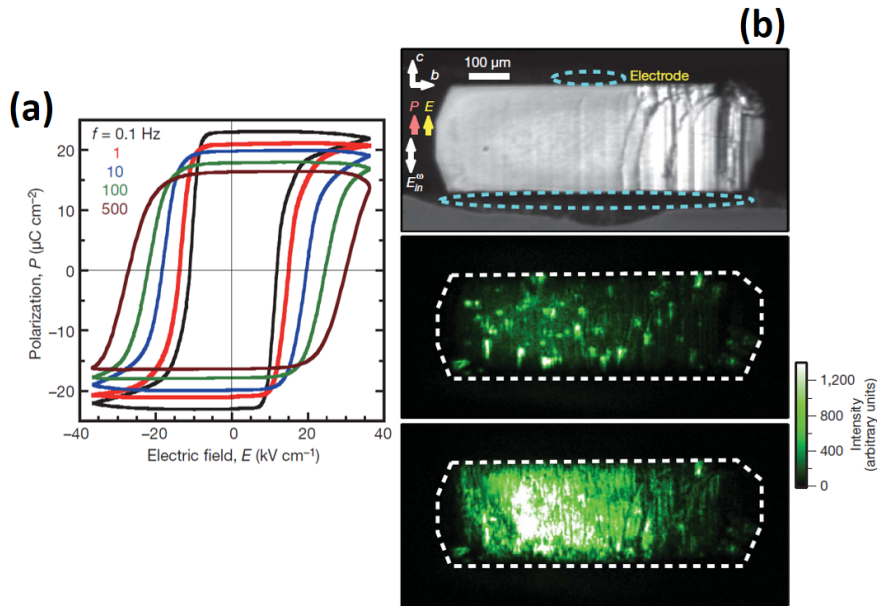 (a)
Polarization, P (μC cm⁻²)
20
10
0
−10
−20
f = 0.1 Hz
1
10
100
500
−40
−20
0
20
40
Electric field, E (kV cm⁻¹)
(b)
c
b
100 μm
Electrode
P
E
E^ω_in
1,200
800
400
0
Intensity
(arbitrary units)